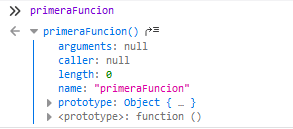 primeraFuncion
primeraFuncion()
arguments: null
caller: null
length: 0
name: "primeraFuncion"
prototype: Object { … }
<prototype>: function ()